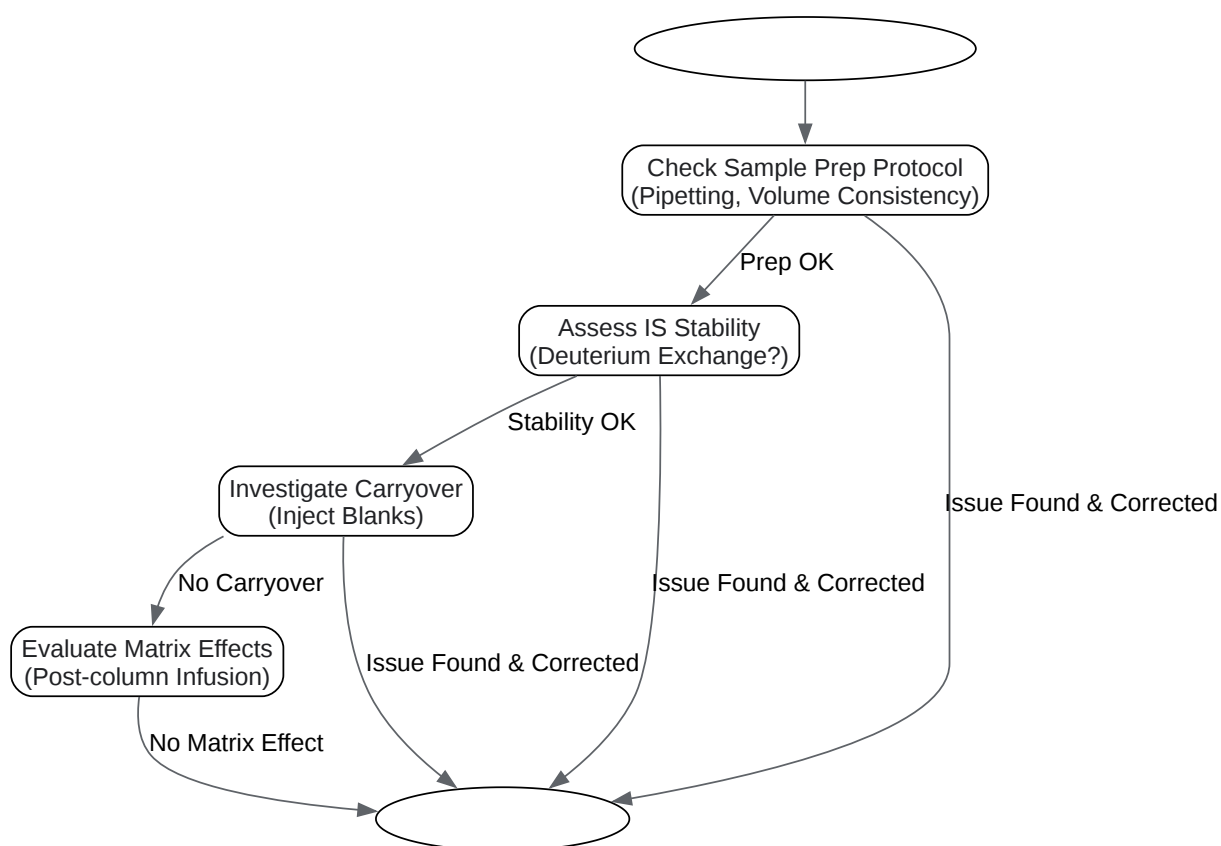 Check Sample Prep Protocol
(Pipetting, Volume Consistency)
Prep OK
Assess IS Stability
(Deuterium Exchange?)
Stability OK
Investigate Carryover
(Inject Blanks)
Issue Found & Corrected
No Carryover
Issue Found & Corrected
Evaluate Matrix Effects
(Post-column Infusion)
Issue Found & Corrected
No Matrix Effect